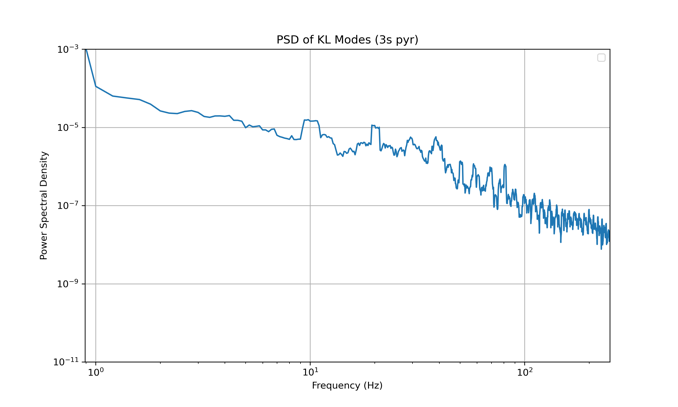 PSD of KL Modes (3s pyr)
Power Spectral Density
10⁻³
10⁻⁵
10⁻⁷
10⁻⁹
10⁻¹¹
10⁰ 10¹ 10²
Frequency (Hz)